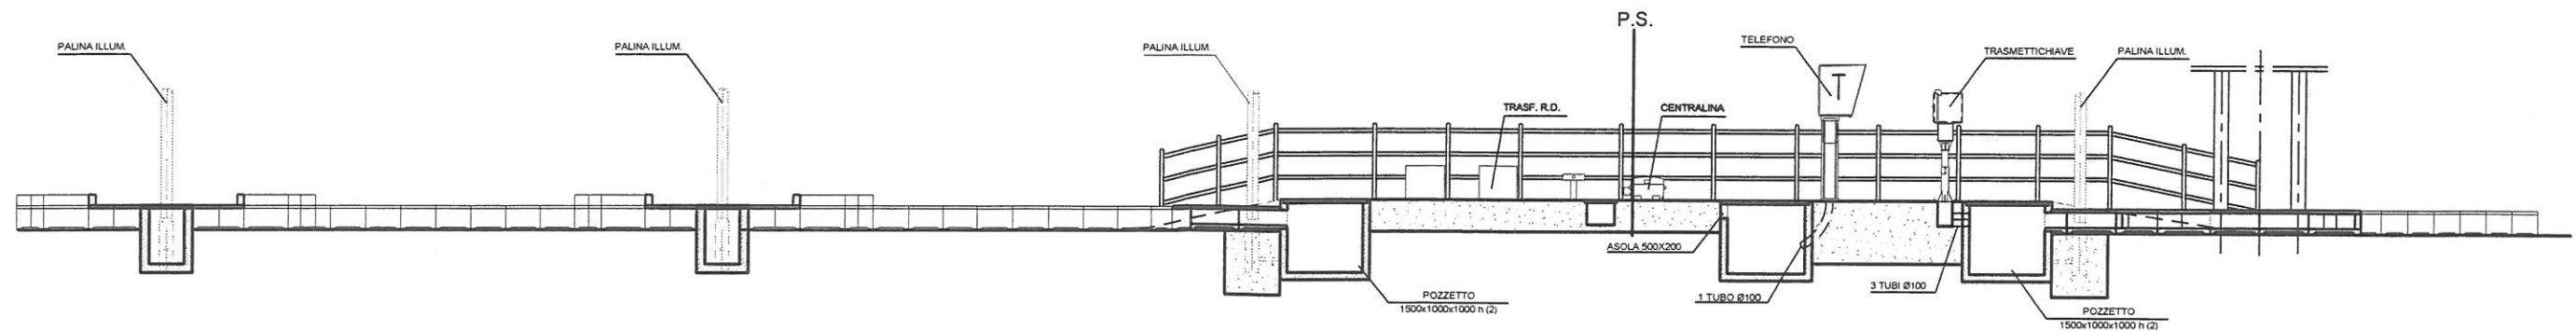 P.S.
PALINA ILLUM.
PALINA ILLUM.
PALINA ILLUM.
TELEFONO
TRASMETTICHIAVE
PALINA ILLUM.
T
TRASF. R.D.
CENTRALINA
ASOLA 500X200
POZZETTO
1500x1000x1000 h (2)
1 TUBO Ø100
3 TUBI Ø100
POZZETTO
1500x1000x1000 h (2)